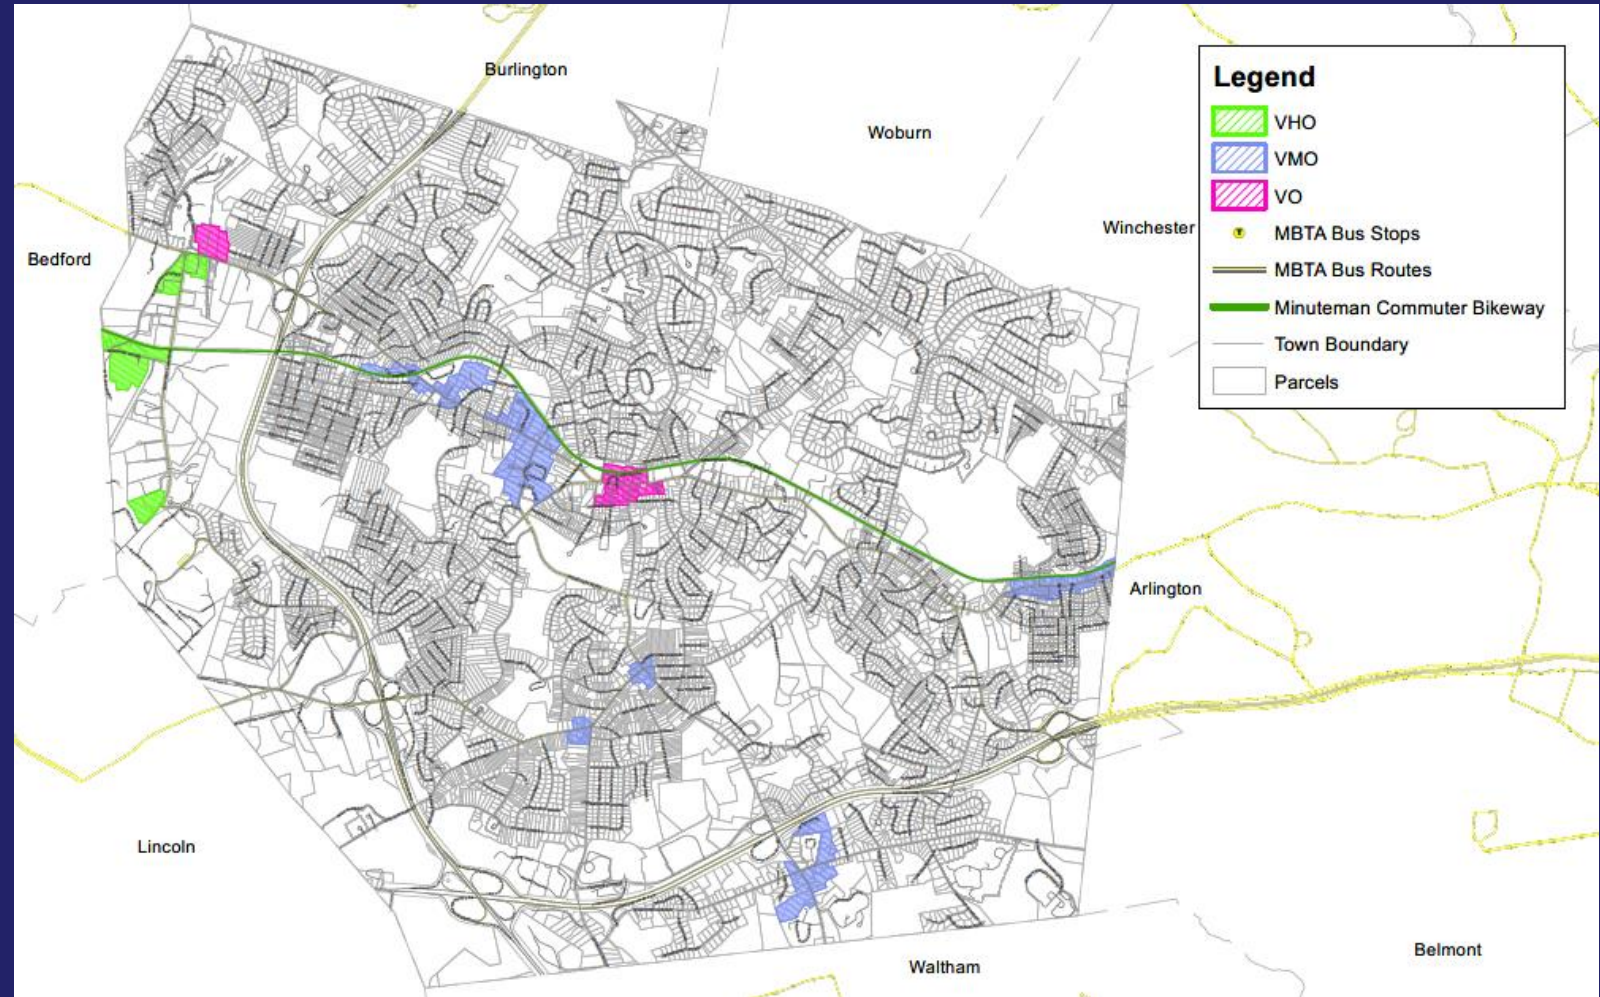 Burlington
Woburn
Winchester
Bedford
Arlington
Lincoln
Waltham
Belmont
Legend
VHO
VMO
VO
MBTA Bus Stops
MBTA Bus Routes
Minuteman Commuter Bikeway
Town Boundary
Parcels